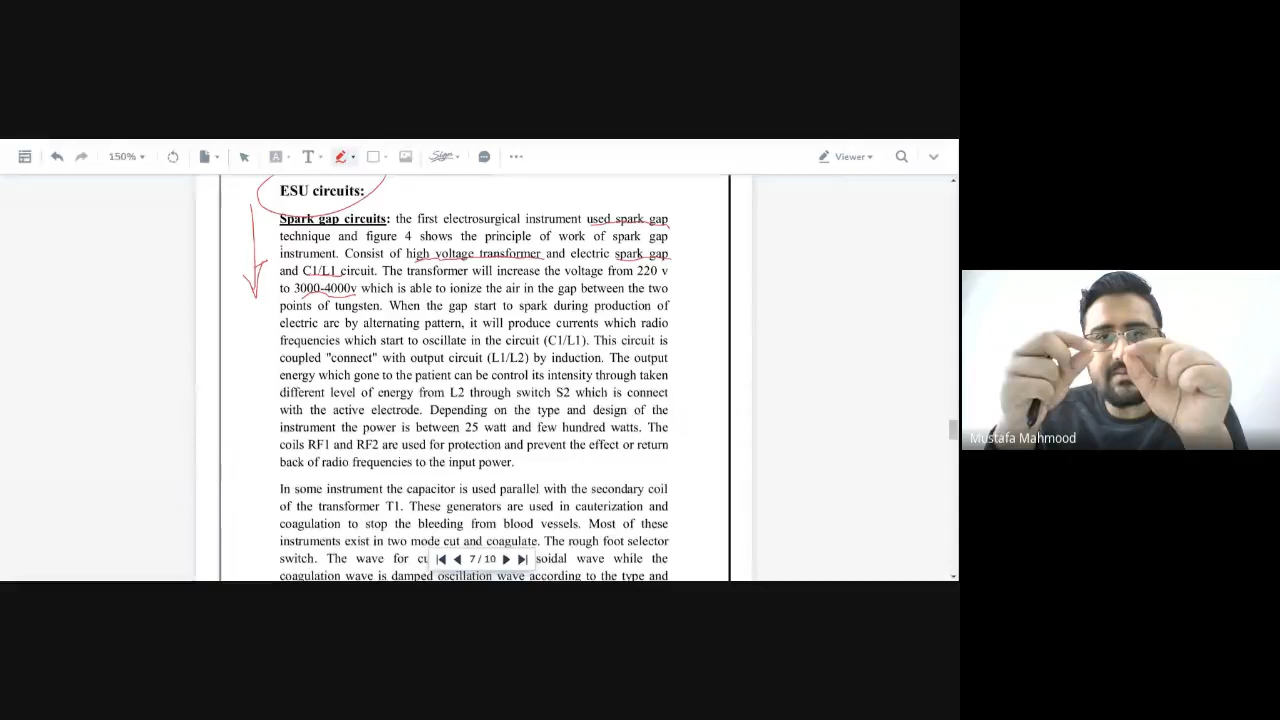 150%
T
Sign
Viewer
ESU circuits:
Spark gap circuits: the first electrosurgical instrument used spark gap
technique and figure 4 shows the principle of work of spark gap
instrument. Consist of high voltage transformer and electric spark gap
and C1/L1 circuit. The transformer will increase the voltage from 220 v
to 3000-4000v which is able to ionize the air in the gap between the two
points of tungsten. When the gap start to spark during production of
electric arc by alternating pattern, it will produce currents which radio
frequencies which start to oscillate in the circuit (C1/L1). This circuit is
coupled "connect" with output circuit (L1/L2) by induction. The output
energy which gone to the patient can be control its intensity through taken
different level of energy from L2 through switch S2 which is connect
with the active electrode. Depending on the type and design of the
instrument the power is between 25 watt and few hundred watts. The
coils RF1 and RF2 are used for protection and prevent the effect or return
back of radio frequencies to the input power.
In some instrument the capacitor is used parallel with the secondary coil
of the transformer T1. These generators are used in cauterization and
coagulation to stop the bleeding from blood vessels. Most of these
instruments exist in two mode cut and coagulate. The rough foot selector
switch. The wave for cu soidal wave while the
7 / 10
coagulation wave is damped oscillation wave according to the type and
Mustafa Mahmood